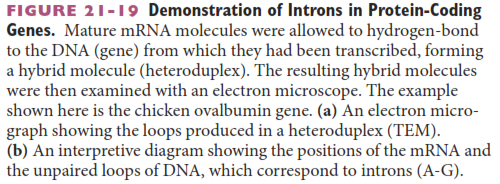 FIGURE 21-19 Demonstration of Introns in Protein-Coding
Genes. Mature mRNA molecules were allowed to hydrogen-bond
to the DNA (gene) from which they had been transcribed, forming
a hybrid molecule (heteroduplex). The resulting hybrid molecules
were then examined with an electron microscope. The example
shown here is the chicken ovalbumin gene. (a) An electron micro-
graph showing the loops produced in a heteroduplex (TEM).
(b) An interpretive diagram showing the positions of the mRNA and
the unpaired loops of DNA, which correspond to introns (A-G).